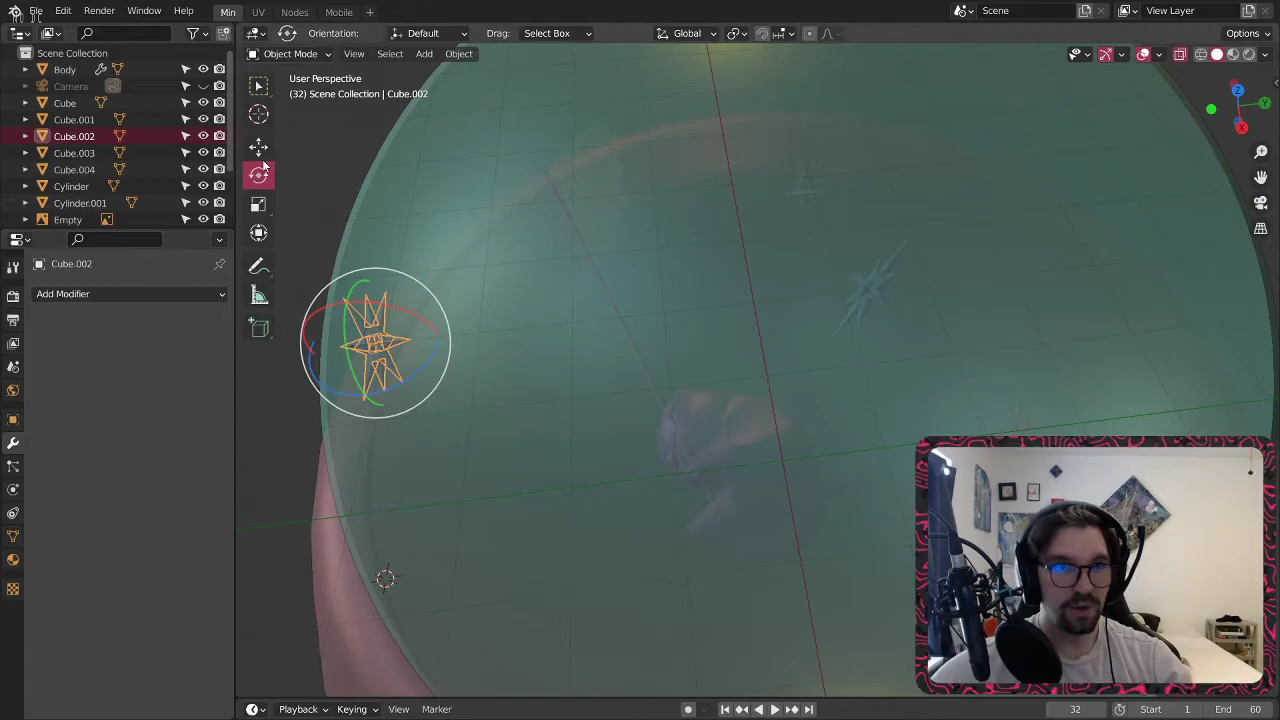 File Edit Render Window Help Min UV Nodes Mobile + Scene View Layer
Orientation: Default Drag: Select Box Global Options
Object Mode View Select Add Object
Scene Collection
Body
Camera
Cube
Cube.001
Cube.002
Cube.003
Cube.004
Cylinder
Cylinder.001
Empty
User Perspective
(32) Scene Collection | Cube.002
Z
Y
X
Cube.002
Add Modifier
Playback Keying View Marker 32 Start 1 End 60